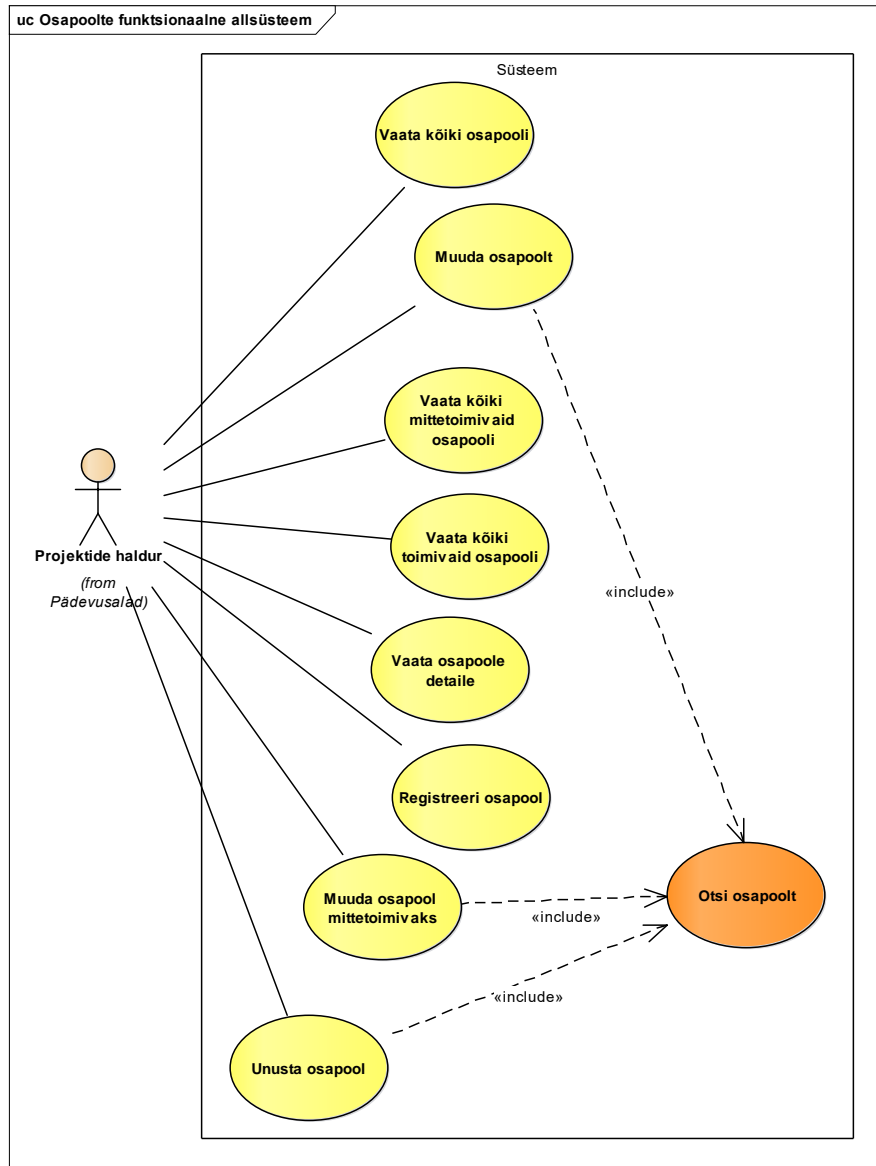 uc Osapoolte funktsionaalne allsüsteem
Süsteem
Vaata kõiki osapooli
Muuda osapoolt
Vaata kõiki
mittetoimivaid
osapooli
Projektide haldur
(from
Pädevusalad)
Vaata kõiki
toimivaid osapooli
«include»
Vaata osapoole
detaile
Registreeri osapool
Muuda osapool
mittetoimivaks
«include»
Otsi osapoolt
«include»
Unusta osapool